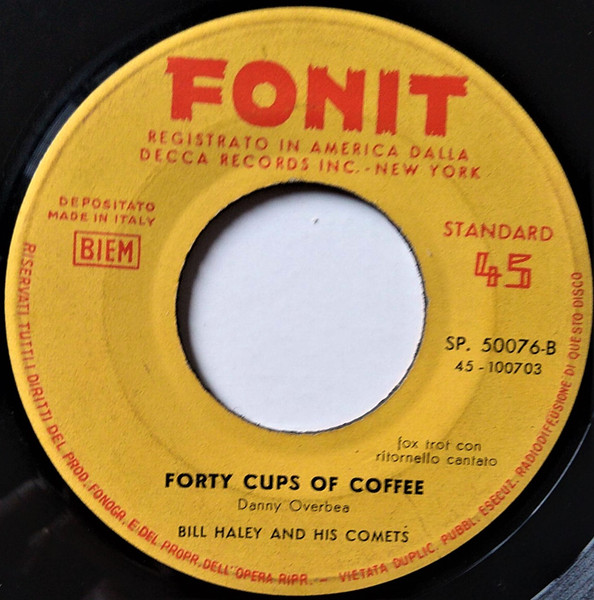 FONIT
REGISTRATO IN AMERICA DALLA
DECCA RECORDS INC.-NEW YORK
DEPOSITATO
MADE IN ITALY
BIEM
STANDARD
45
SP. 50076-B
45-100703
fox trot con
ritornello cantato
FORTY CUPS OF COFFEE
Danny Overbea
BILL HALEY AND HIS COMETS
RISERVATI TUTTI I DIRITTI DEL PROD. FONOGR. E DEL PROPR. DELL'OPERA RIPR. — VIETATA DUPLIC. PUBBL. ESECUZ. RADIODIFFUSIONE DI QUESTO DISCO